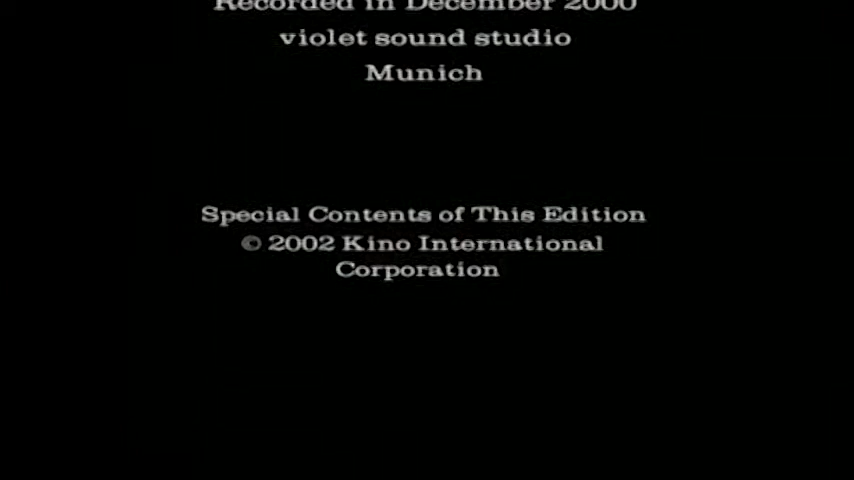 Recorded in December 2000
violet sound studio
Munich
Special Contents of This Edition
© 2002 Kino International
Corporation